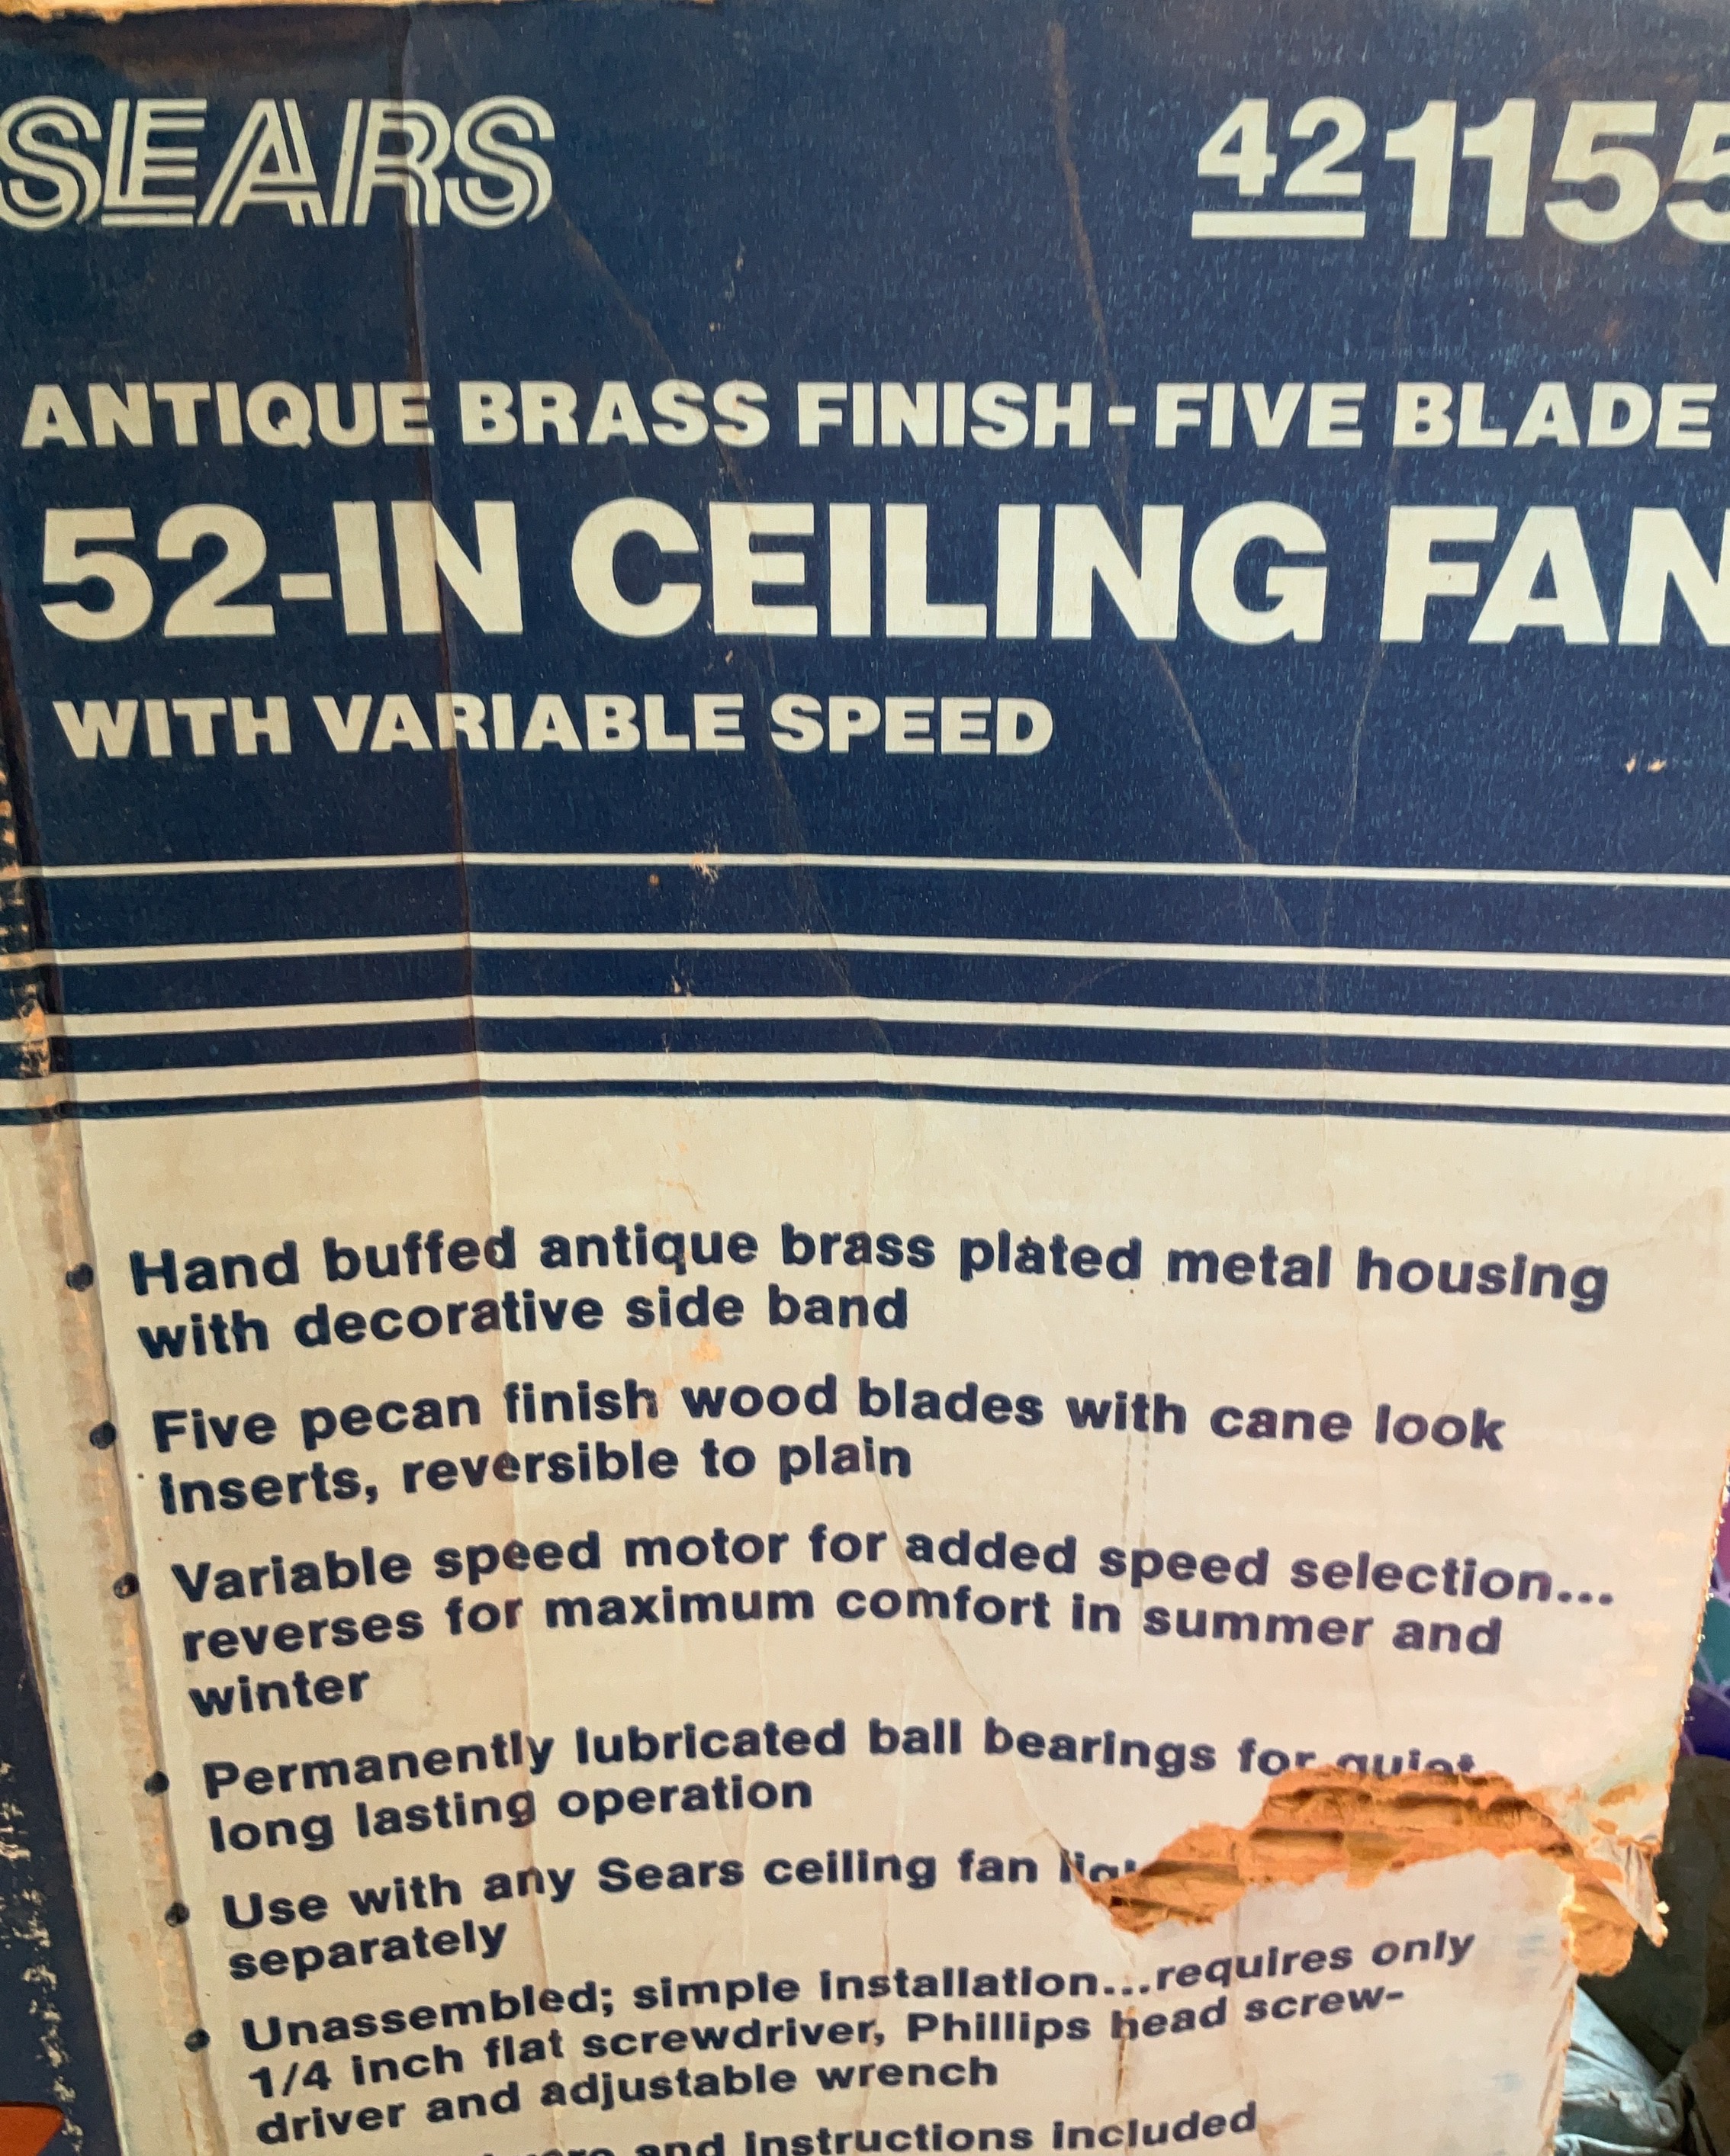 SEARS
42 1155
ANTIQUE BRASS FINISH-FIVE BLADE
52-IN CEILING FAN
WITH VARIABLE SPEED
• Hand buffed antique brass plated metal housing
with decorative side band
• Five pecan finish wood blades with cane look
inserts, reversible to plain
• Variable speed motor for added speed selection...
reverses for maximum comfort in summer and
winter
• Permanently lubricated ball bearings for quiet
long lasting operation
• Use with any Sears ceiling fan
separately
• Unassembled; simple installation...requires only
1/4 inch flat screwdriver, Phillips head screw-
driver and adjustable wrench
and instructions included